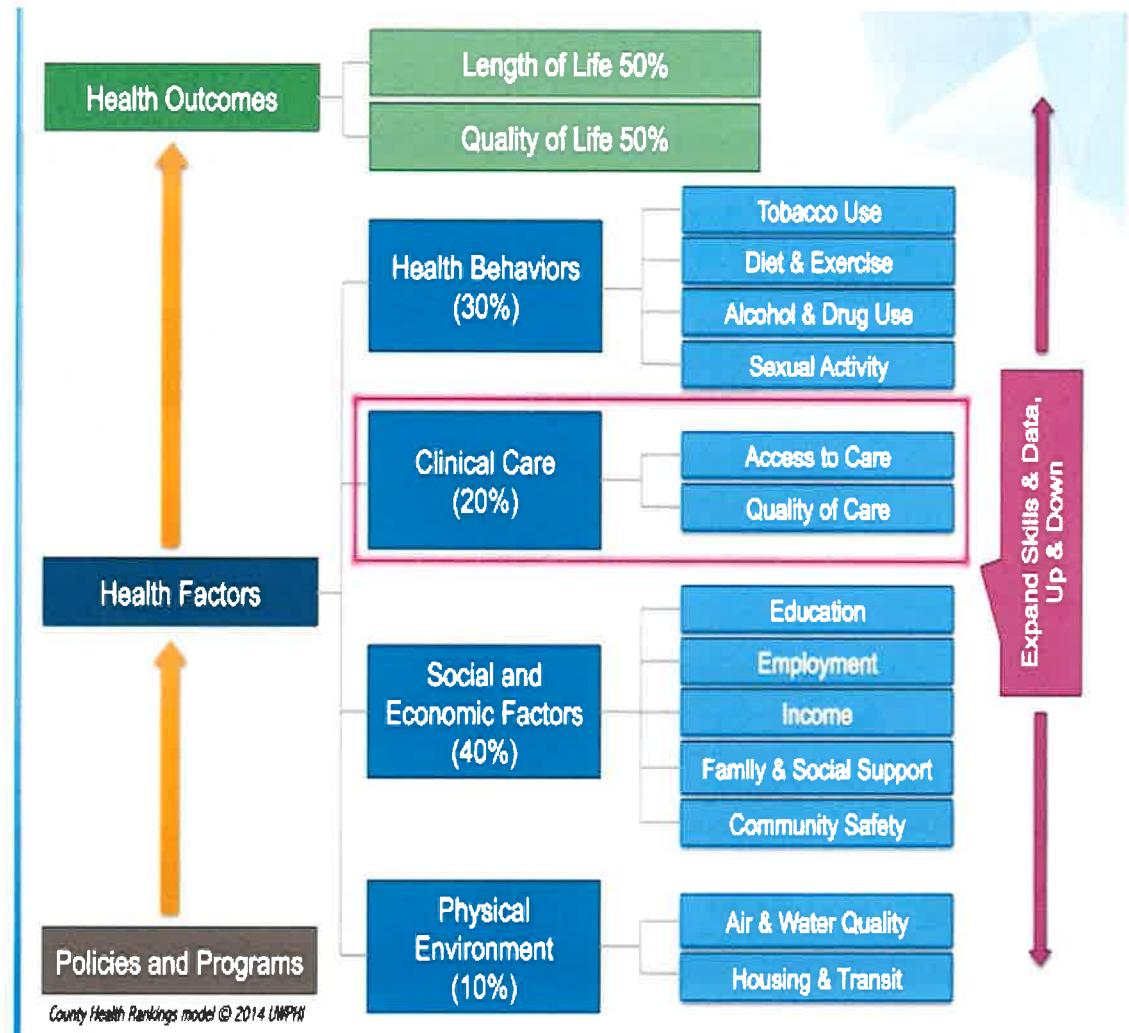 Health Outcomes
Length of Life 50%
Quality of Life 50%
Health Behaviors
(30%)
Tobacco Use
Diet & Exercise
Alcohol & Drug Use
Sexual Activity
Clinical Care
(20%)
Access to Care
Quality of Care
Health Factors
Social and
Economic Factors
(40%)
Education
Employment
Income
Family & Social Support
Community Safety
Physical
Environment
(10%)
Air & Water Quality
Housing & Transit
Policies and Programs
County Health Rankings model © 2014 UWPHI
Expand Skills & Data,
Up & Down